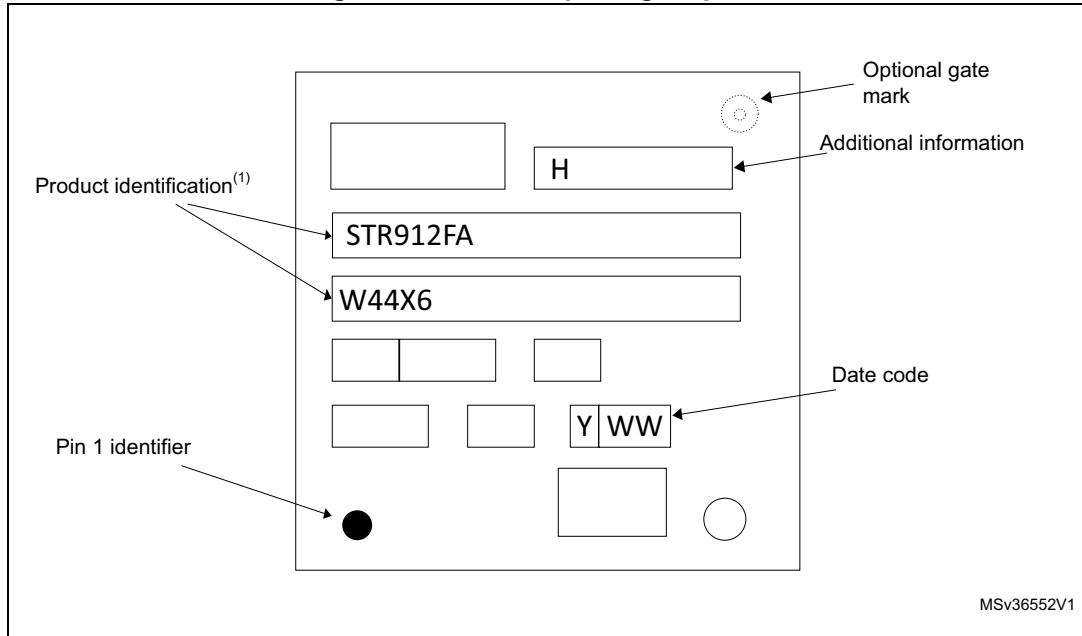 Optional gate
mark
Additional information
H
Product identification(1)
STR912FA
W44X6
Date code
Y WW
Pin 1 identifier
MSv36552V1